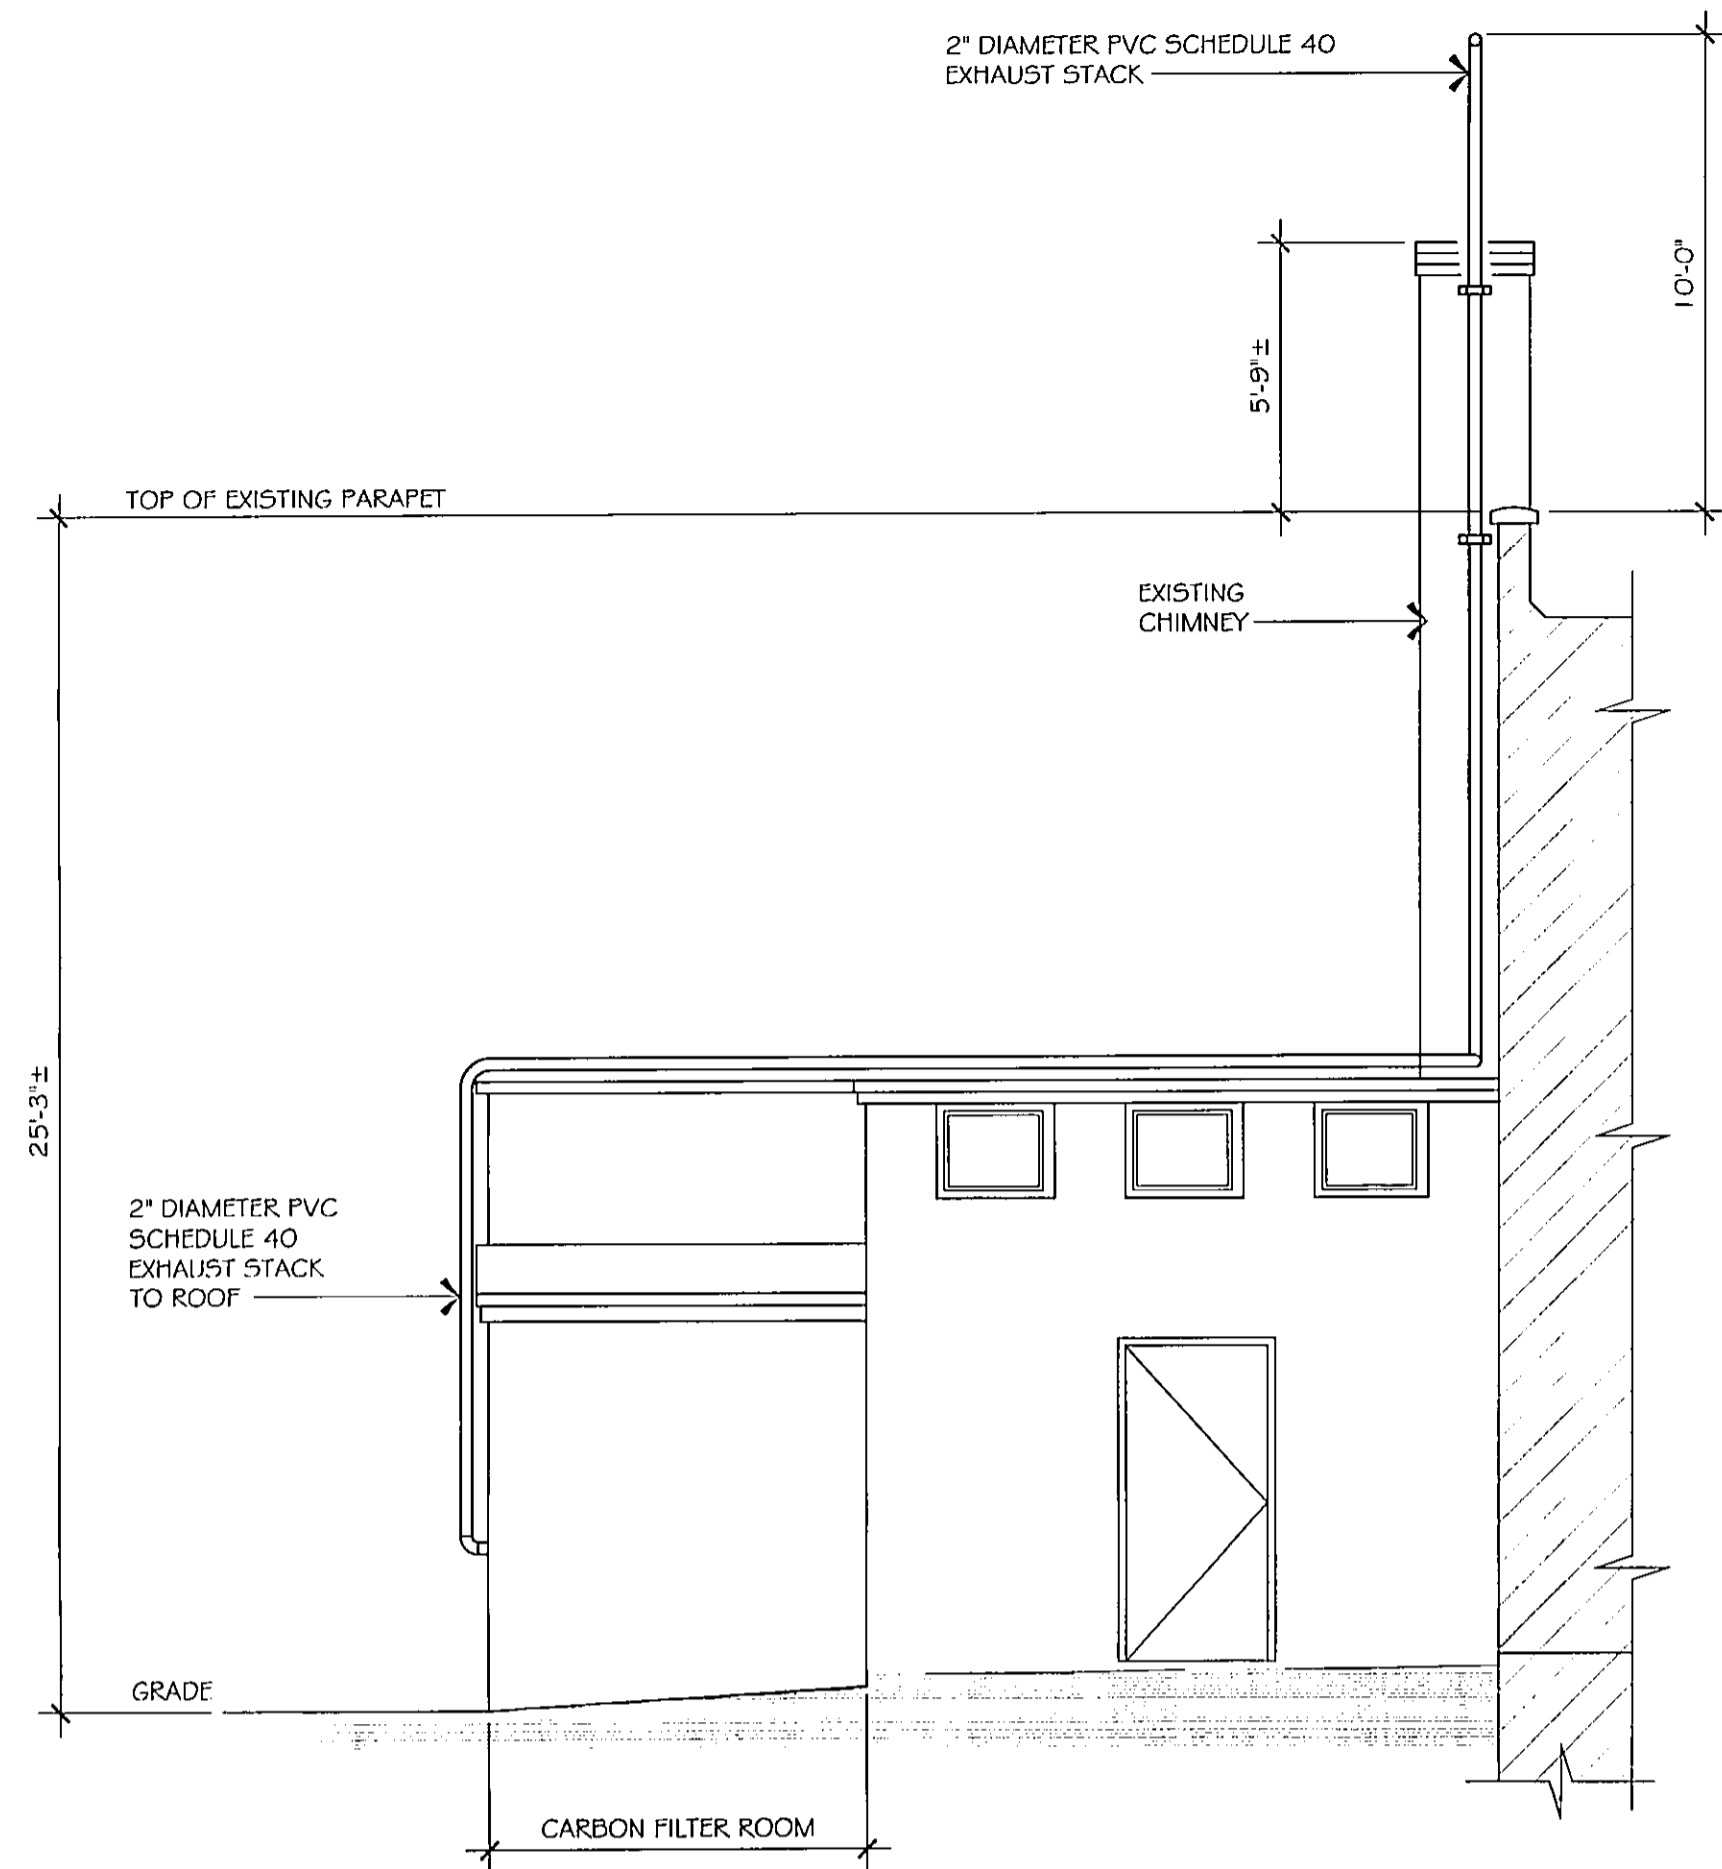 2" DIAMETER PVC SCHEDULE 40
EXHAUST STACK
10'-0"
5'-9"±
TOP OF EXISTING PARAPET
EXISTING
CHIMNEY
25'-3"±
2" DIAMETER PVC
SCHEDULE 40
EXHAUST STACK
TO ROOF
GRADE
CARBON FILTER ROOM